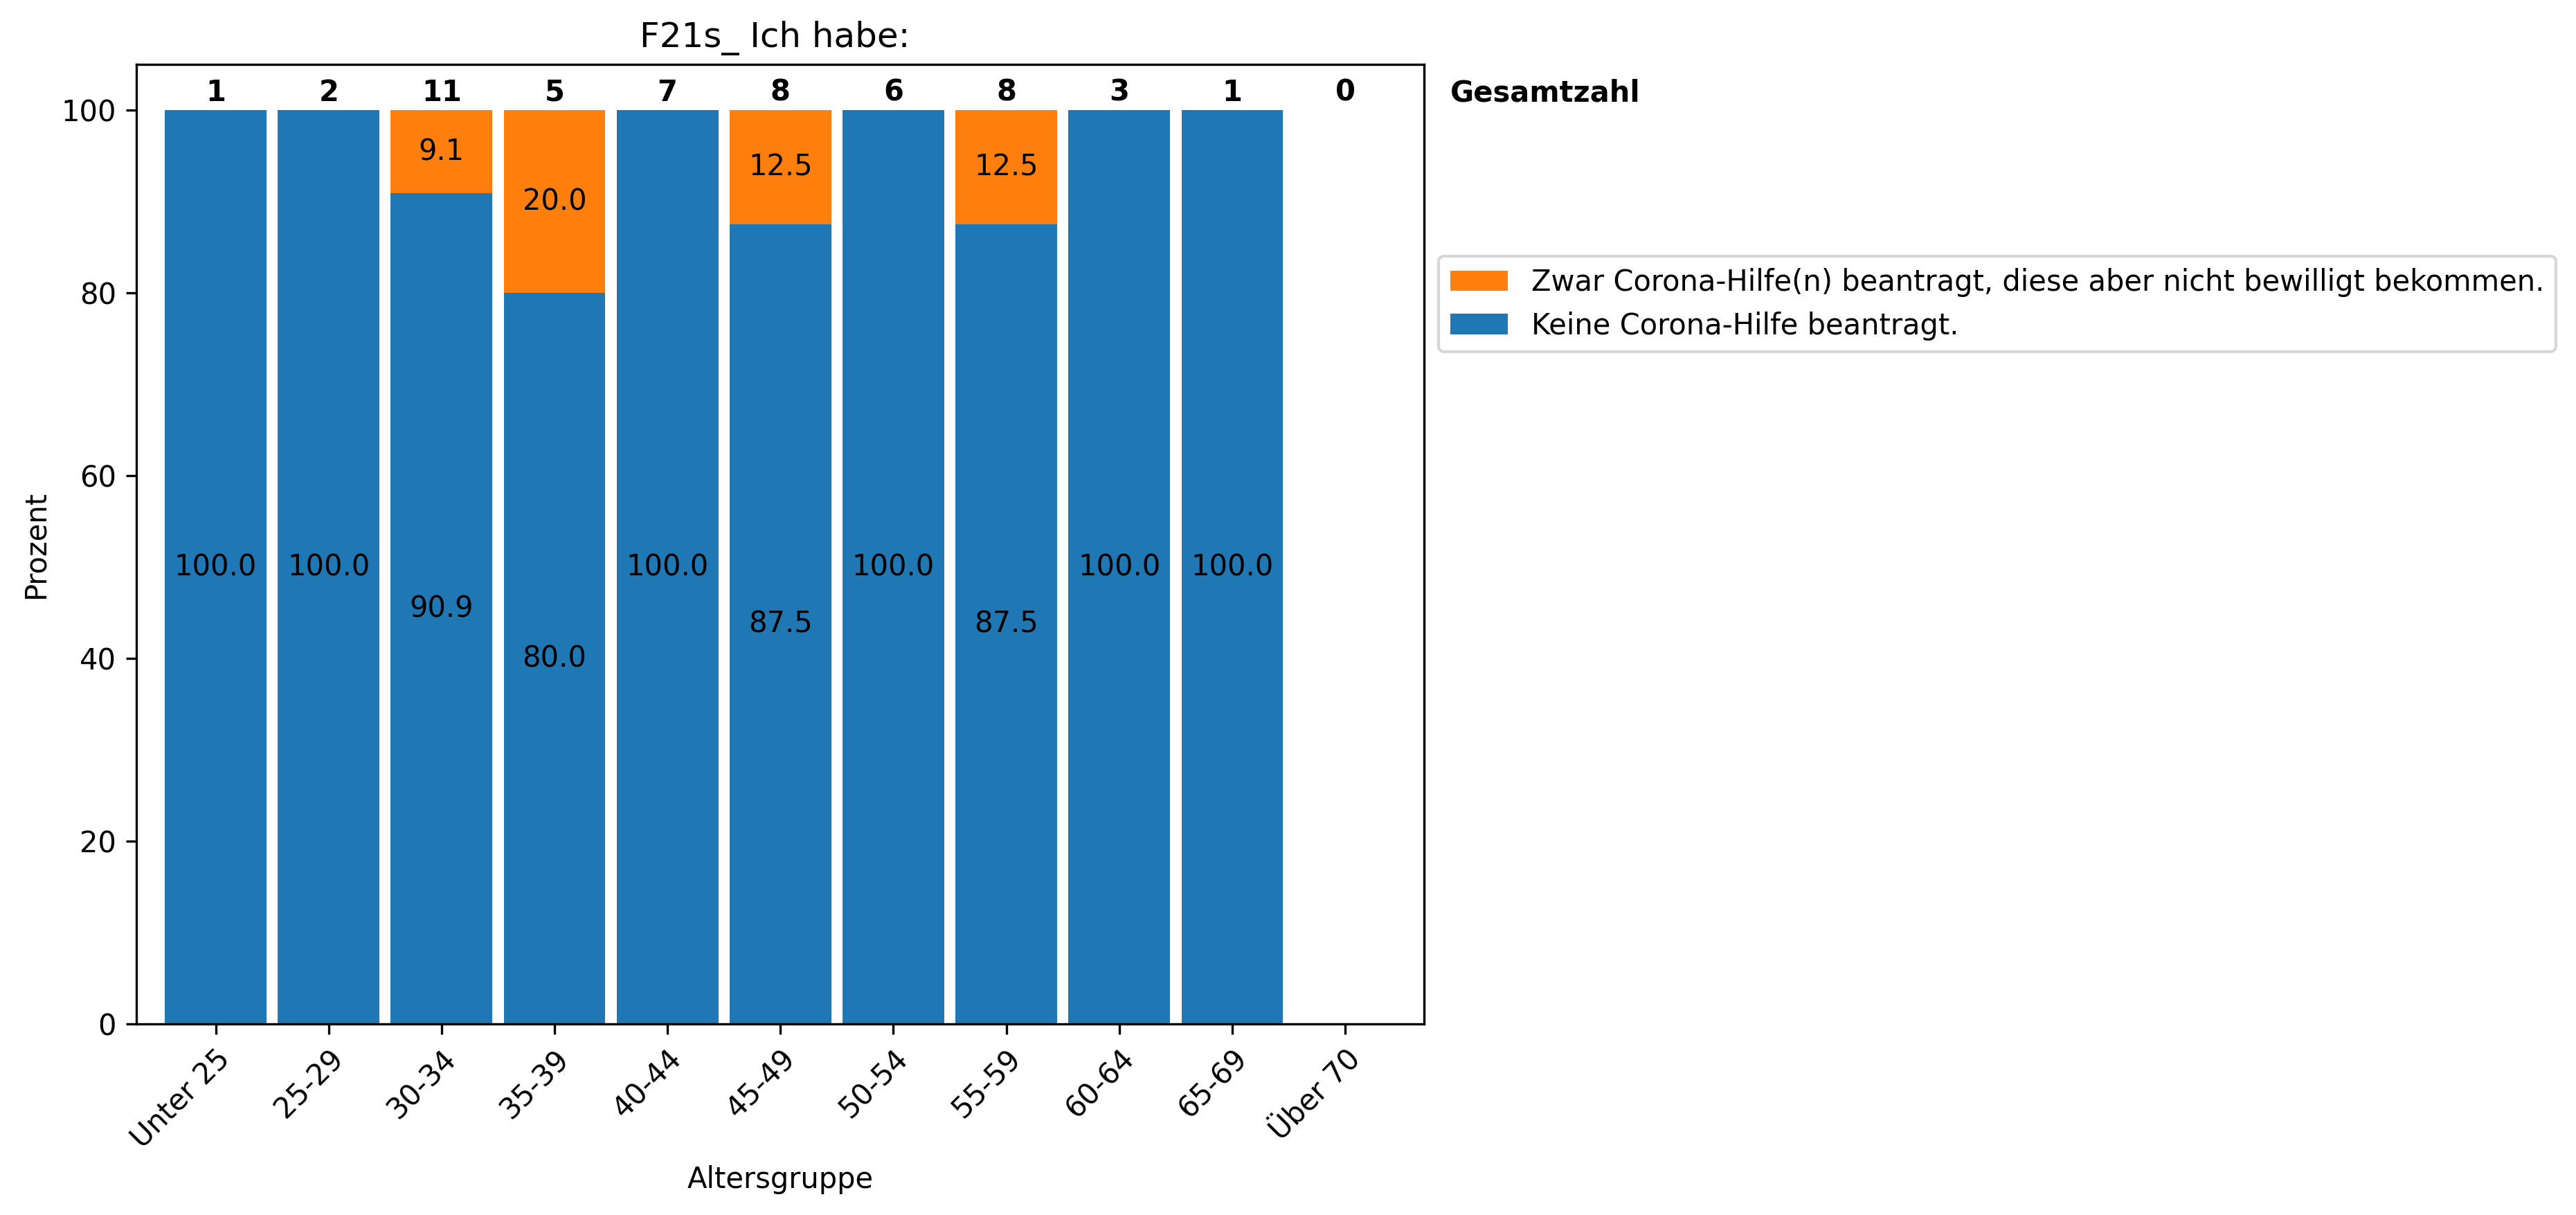 F21s_ Ich habe:
1 2 11 5 7 8 6 8 3 1 0 Gesamtzahl
100
9.1
12.5 12.5
20.0
Zwar Corona-Hilfe(n) beantragt, diese aber nicht bewilligt bekommen.
80
Keine Corona-Hilfe beantragt.
60
Prozent
100.0 100.0 100.0 100.0 100.0 100.0
90.9
87.5 87.5
40
80.0
20
0
Unter 25 25-29 30-34 35-39 40-44 45-49 50-54 55-59 60-64 65-69 Über 70
Altersgruppe